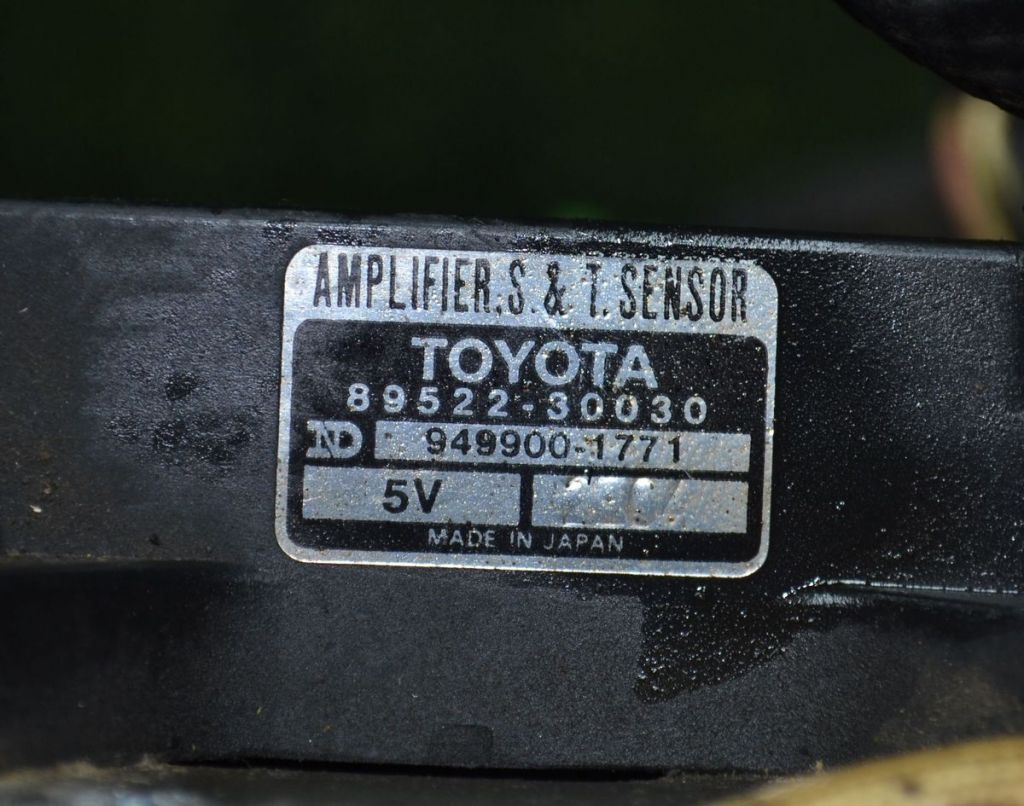 AMPLIFIER, S. & T. SENSOR
TOYOTA
89522-30030
ND 949900-1771
5V
MADE IN JAPAN